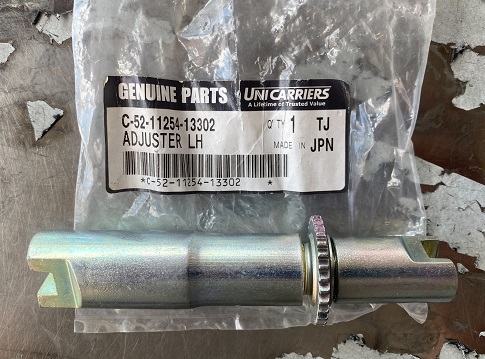 GENUINE PARTS UNICARRIERS
A Lifetime of Trusted Value
C-52-11254-13302 Q'TY 1 TJ
ADJUSTER LH MADE IN JPN
*C-52-11254-13302 *